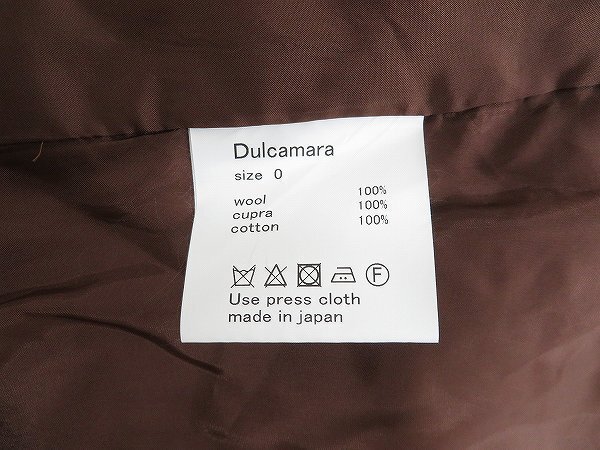 Dulcamara
size 0
wool 100%
cupra 100%
cotton 100%
F
Use press cloth
made in japan